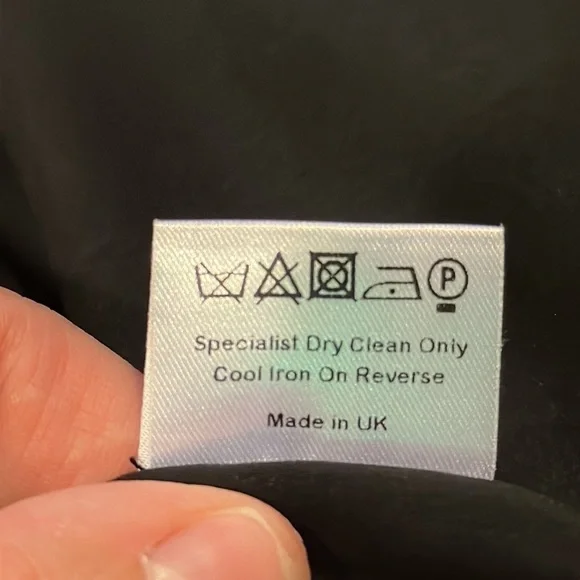 P
Specialist Dry Clean Only
Cool Iron On Reverse
Made in UK